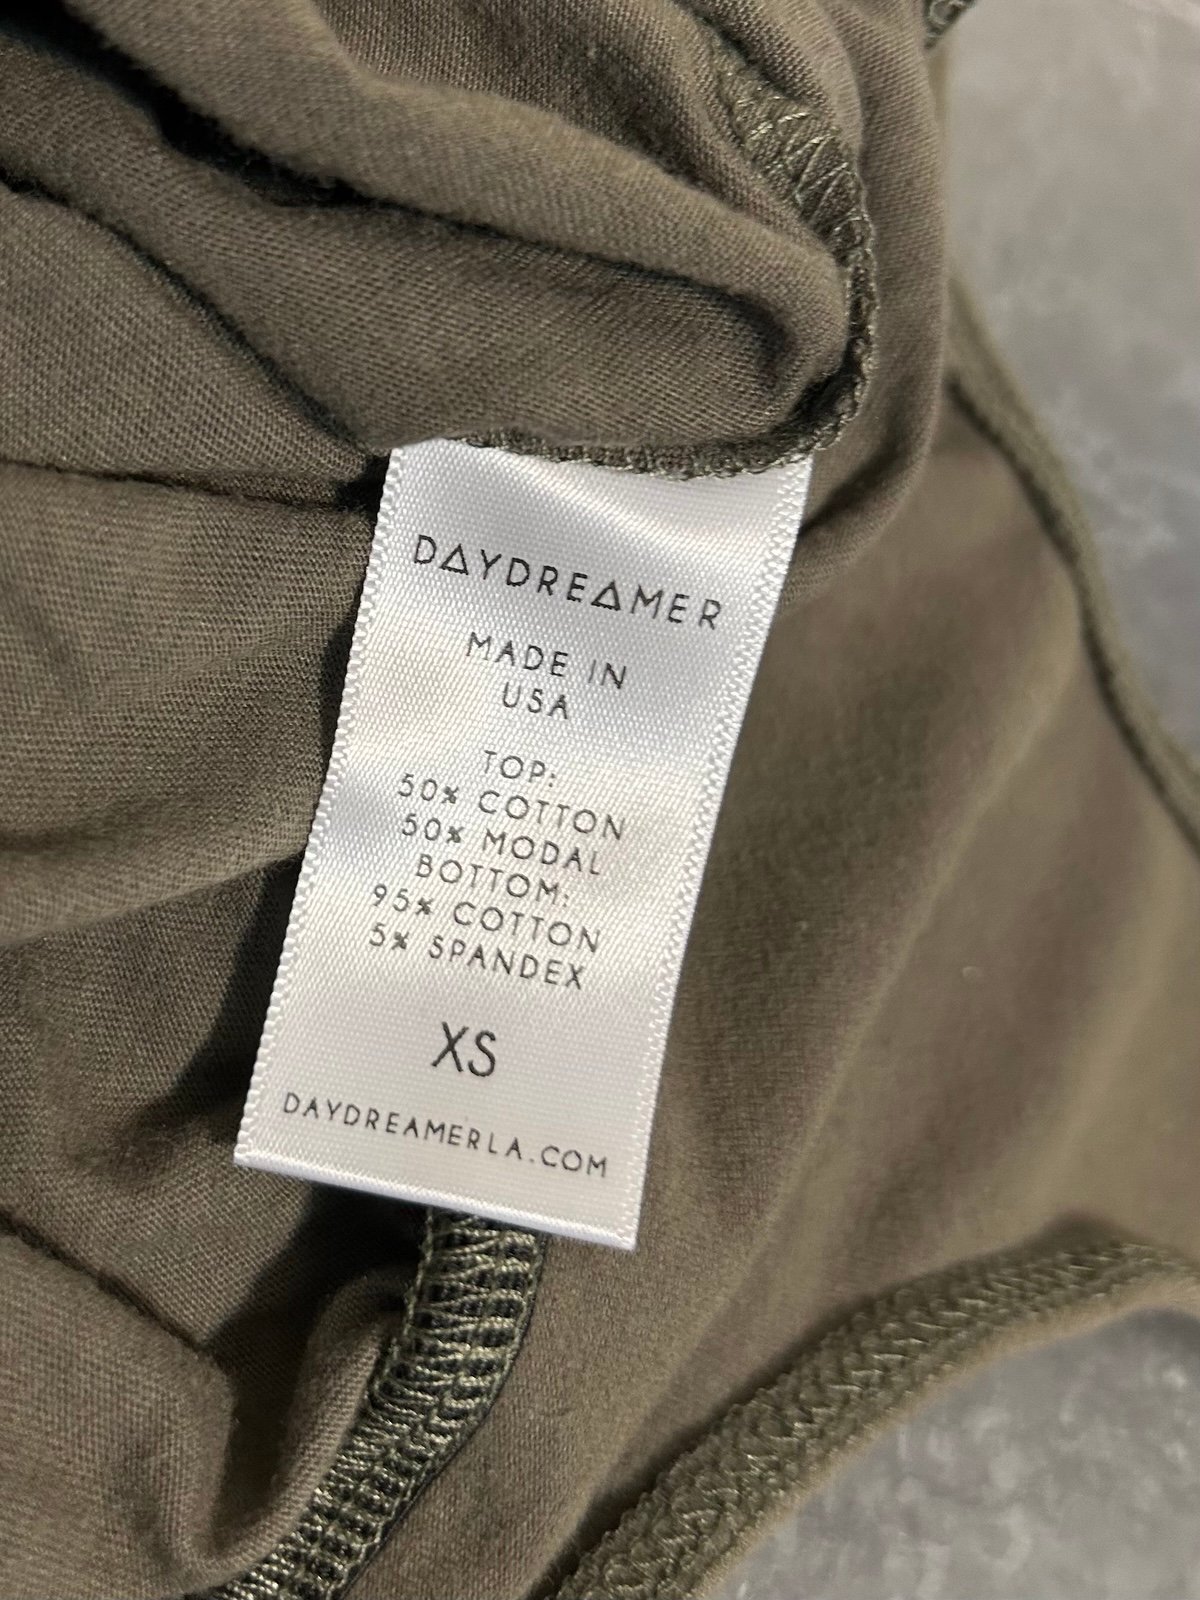 DAYDREAMER
MADE IN
USA
TOP:
50% COTTON
50% MODAL
BOTTOM:
95% COTTON
5% SPANDEX
XS
DAYDREAMERLA.COM